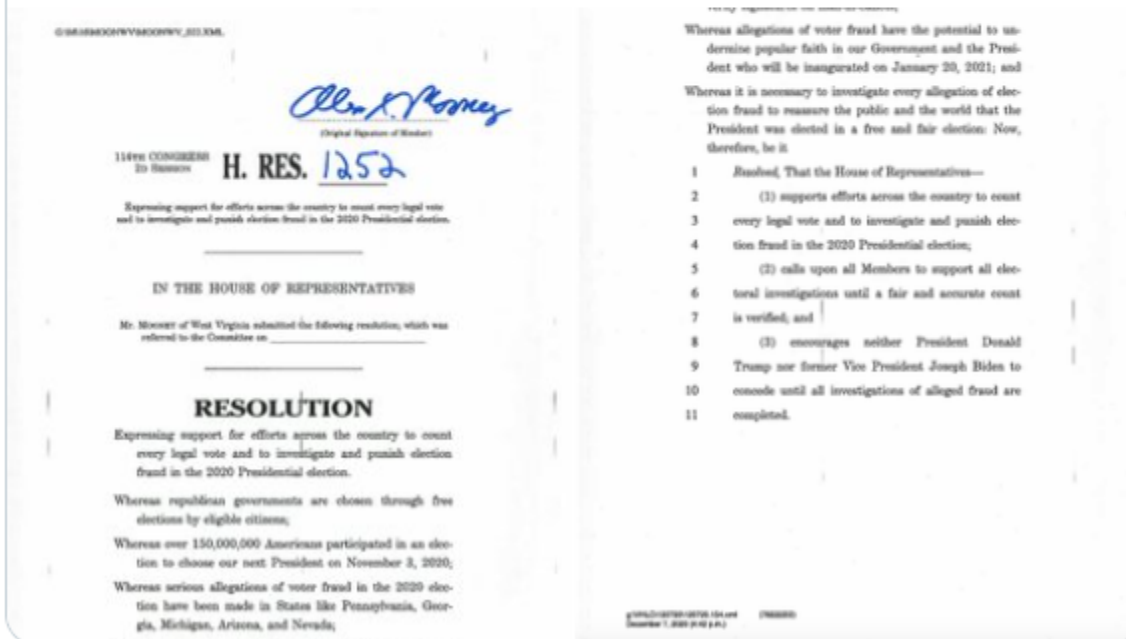 Alex X. Mooney
(Original Signature of Member)
116TH CONGRESS
2D SESSION
H. RES. 1252
Expressing support for efforts across the country to count every legal vote
and to investigate and punish election fraud in the 2020 Presidential election.
IN THE HOUSE OF REPRESENTATIVES
Mr. MOONEY of West Virginia submitted the following resolution; which was
referred to the Committee on
RESOLUTION
Expressing support for efforts across the country to count
every legal vote and to investigate and punish election
fraud in the 2020 Presidential election.
Whereas republican governments are chosen through free
elections by eligible citizens;
Whereas over 150,000,000 Americans participated in an elec-
tion to choose our next President on November 3, 2020;
Whereas serious allegations of voter fraud in the 2020 elec-
tion have been made in States like Pennsylvania, Geor-
gia, Michigan, Arizona, and Nevada;
Whereas allegations of voter fraud have the potential to un-
dermine popular faith in our Government and the Presi-
dent who will be inaugurated on January 20, 2021; and
Whereas it is necessary to investigate every allegation of elec-
tion fraud to reassure the public and the world that the
President was elected in a free and fair election: Now,
therefore, be it
1 Resolved, That the House of Representatives—
2 (1) supports efforts across the country to count
3 every legal vote and to investigate and punish elec-
4 tion fraud in the 2020 Presidential election;
5 (2) calls upon all Members to support all elec-
6 toral investigations until a fair and accurate count
7 is verified; and
8 (3) encourages neither President Donald
9 Trump nor former Vice President Joseph Biden to
10 concede until all investigations of alleged fraud are
11 completed.
December 7, 2020